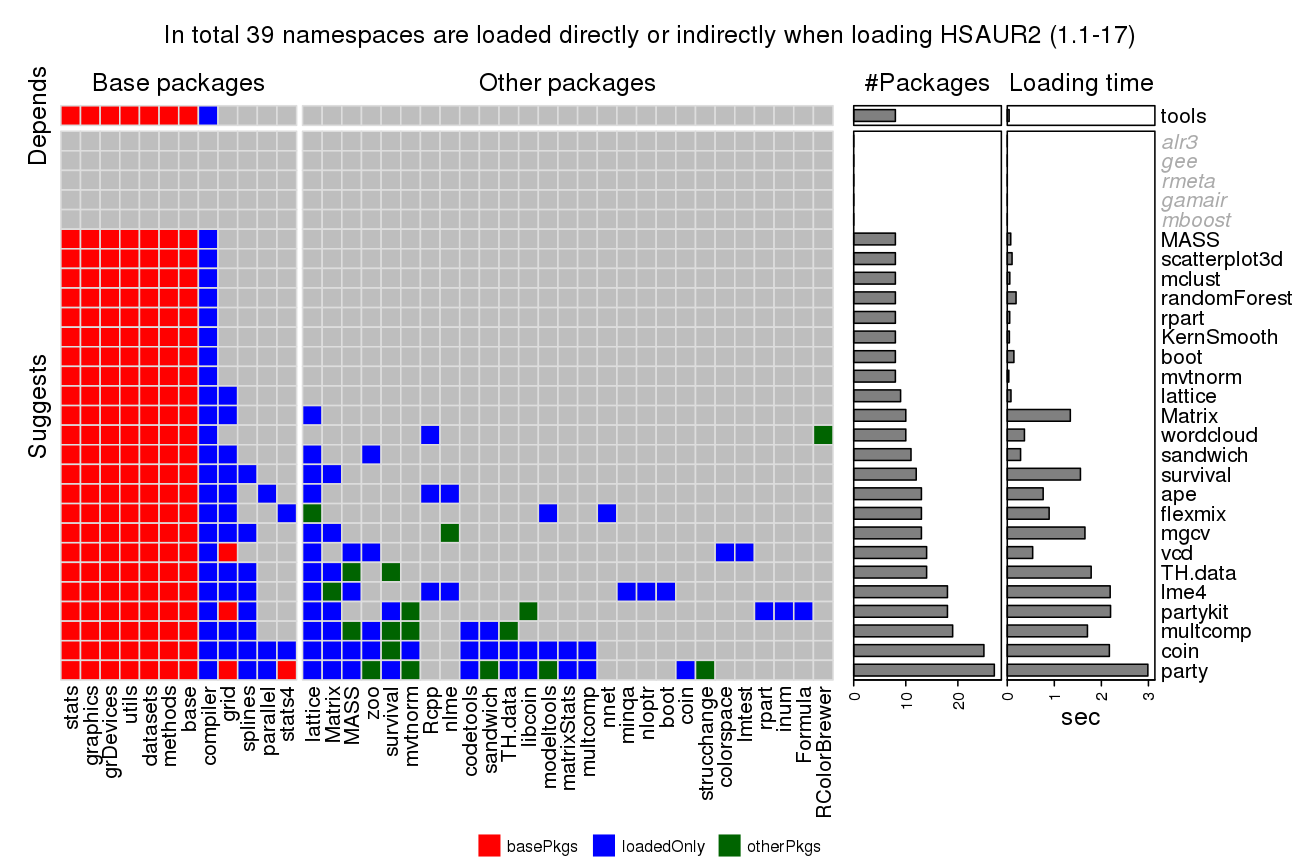 In total 39 namespaces are loaded directly or indirectly when loading HSAUR2 (1.1-17)
Base packages
Other packages
#Packages
Loading time
Depends
Suggests
tools
alr3
gee
rmeta
gamair
mboost
MASS
scatterplot3d
mclust
randomForest
rpart
KernSmooth
boot
mvtnorm
lattice
Matrix
wordcloud
sandwich
survival
ape
flexmix
mgcv
vcd
TH.data
lme4
partykit
multcomp
coin
party
stats
graphics
grDevices
utils
datasets
methods
base
compiler
grid
splines
parallel
stats4
lattice
Matrix
MASS
zoo
survival
mvtnorm
Rcpp
nlme
codetools
sandwich
TH.data
libcoin
modeltools
matrixStats
multcomp
nnet
minqa
nloptr
boot
coin
strucchange
colorspace
lmtest
rpart
inum
Formula
RColorBrewer
0 10 20
0 1 2 3
sec
basePkgs loadedOnly otherPkgs